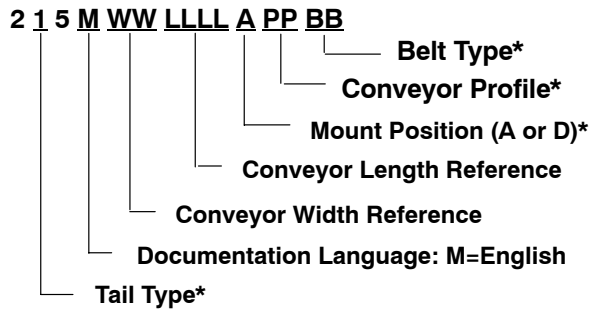 2 1 5 M WW LLLL A PP BB
Belt Type*
Conveyor Profile*
Mount Position (A or D)*
Conveyor Length Reference
Conveyor Width Reference
Documentation Language: M=English
Tail Type*